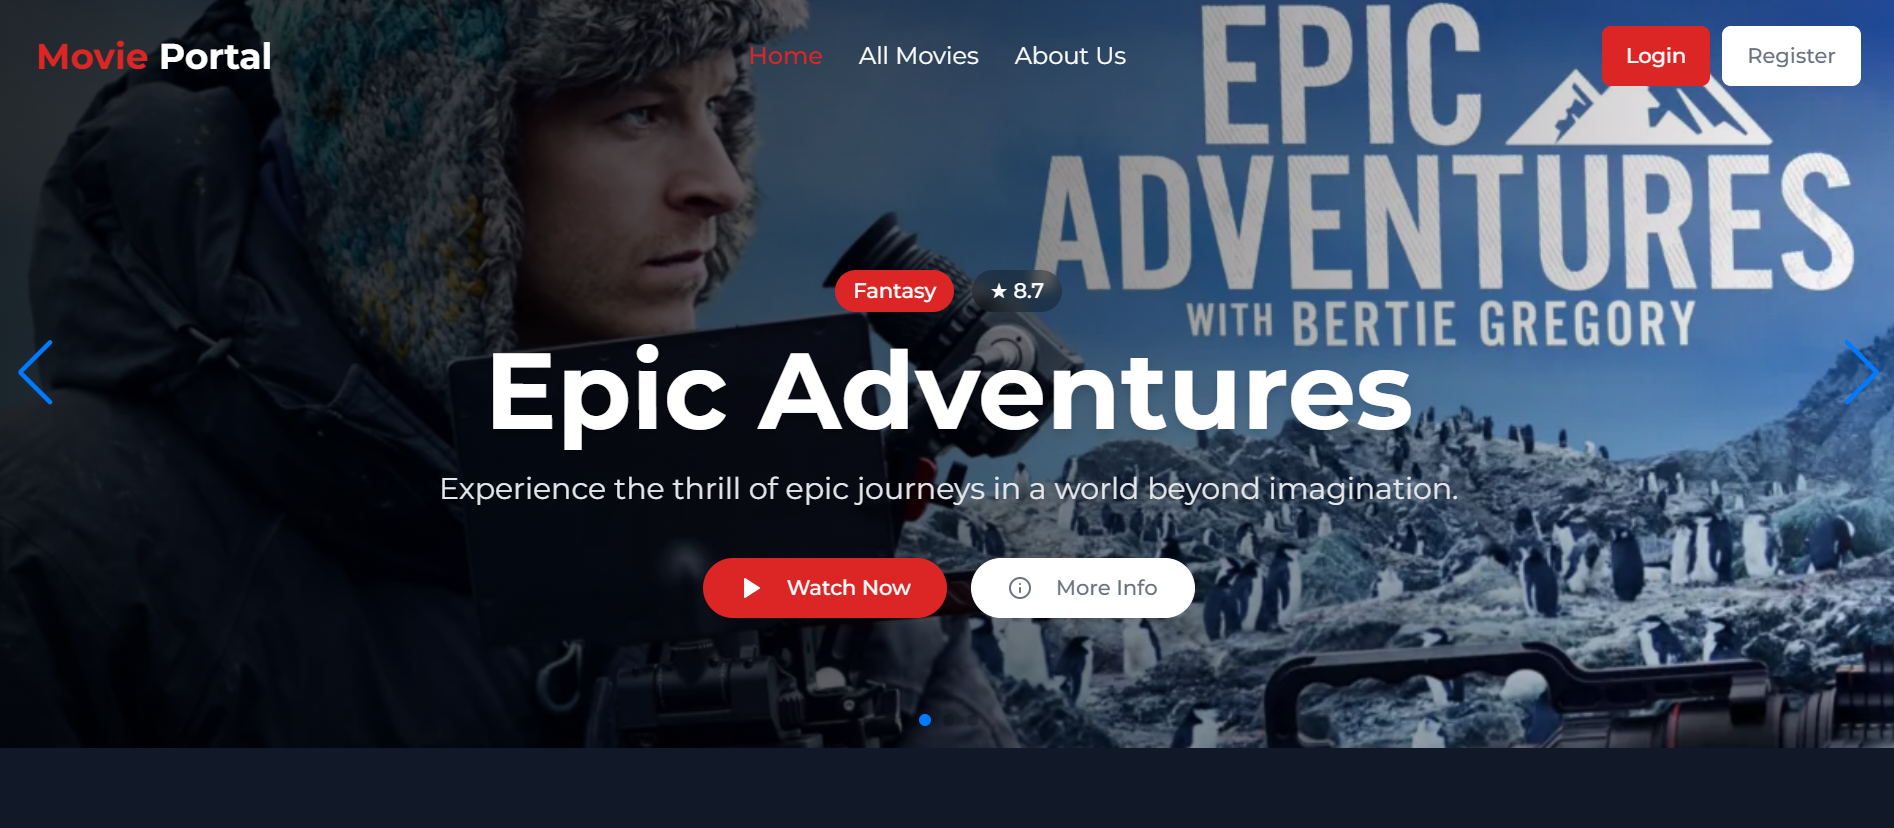 Movie Portal
Home All Movies About Us
Login Register
EPIC
ADVENTURES
WITH BERTIE GREGORY
Fantasy ★ 8.7
Epic Adventures
Experience the thrill of epic journeys in a world beyond imagination.
Watch Now More Info